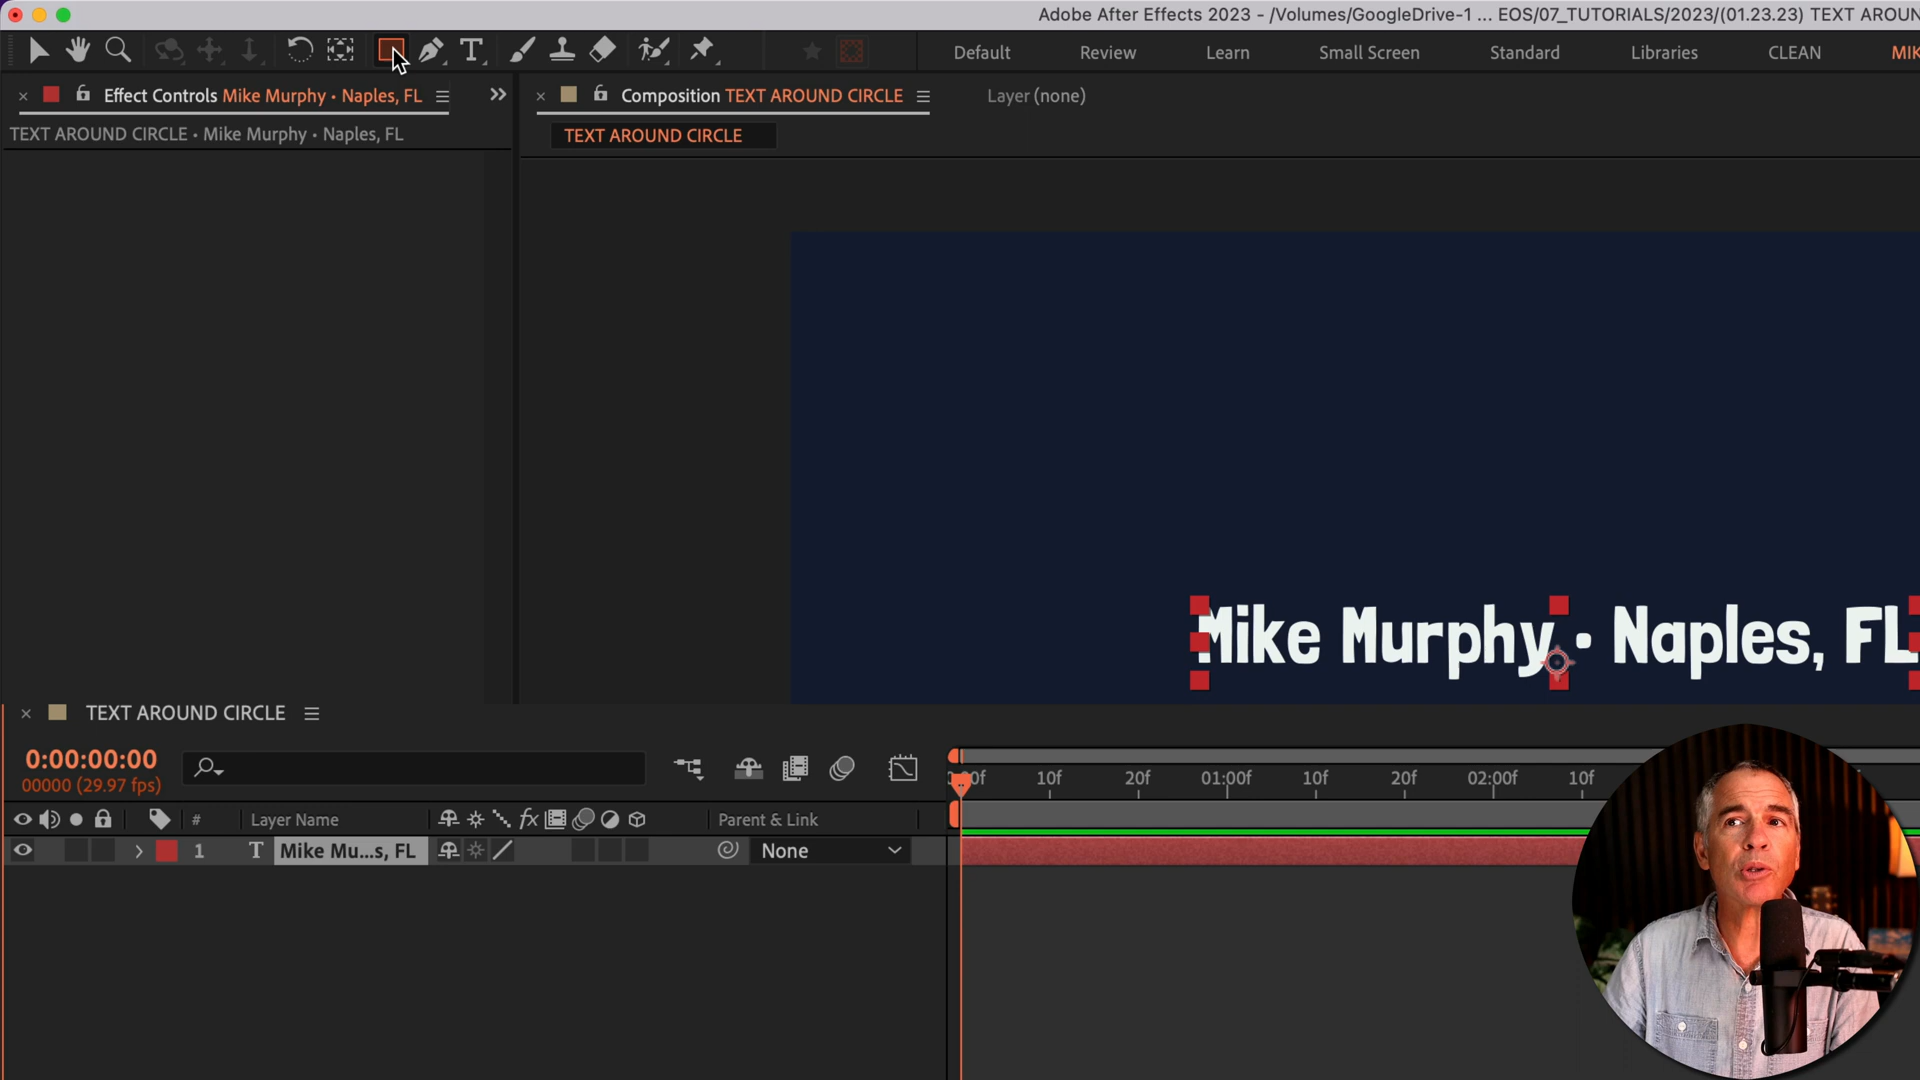 Adobe After Effects 2023 - /Volumes/GoogleDrive-1 ... EOS/07_TUTORIALS/2023/(01.23.23) TEXT AROUN
Default Review Learn Small Screen Standard Libraries CLEAN MIK
Effect Controls Mike Murphy • Naples, FL
Composition TEXT AROUND CIRCLE
Layer (none)
TEXT AROUND CIRCLE • Mike Murphy • Naples, FL
TEXT AROUND CIRCLE
Mike Murphy • Naples, FL
TEXT AROUND CIRCLE
0:00:00:00
00000 (29.97 fps)
10f 20f 01:00f 10f 20f 02:00f 10f
# Layer Name fx Parent & Link
1 T Mike Mu...s, FL None